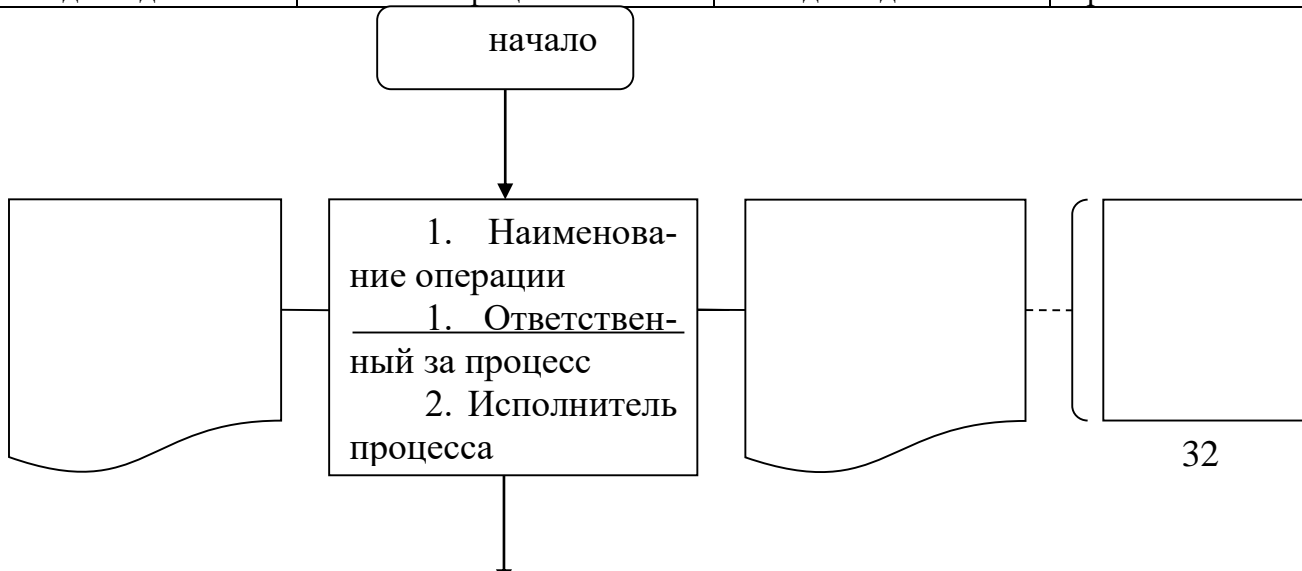 начало
1. Наименова-
ние операции
1. Ответствен-
ный за процесс
2. Исполнитель
процесса
32